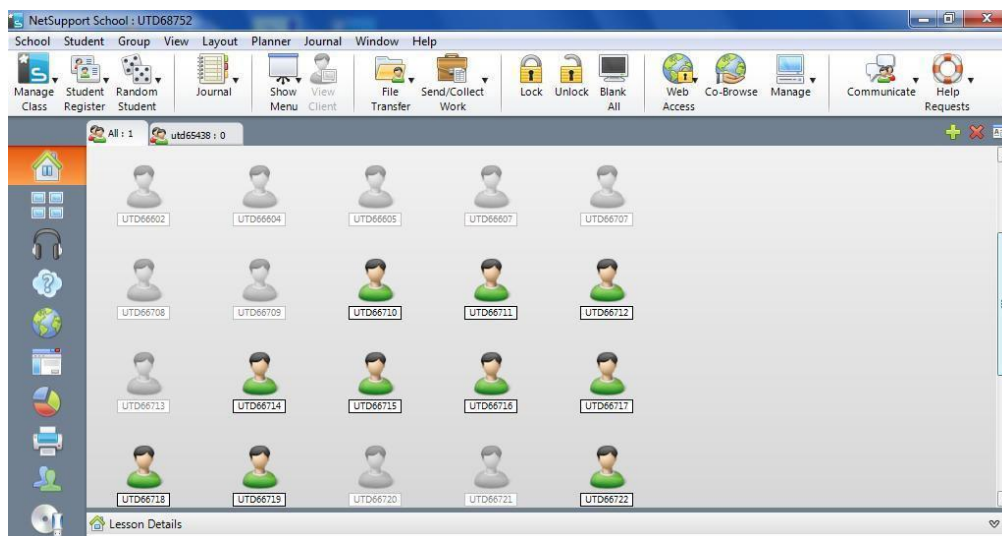 NetSupport School : UTD68752
School Student Group View Layout Planner Journal Window Help
Manage Class
Student Register
Random Student
Journal
Show Menu
View Client
File Transfer
Send/Collect Work
Lock
Unlock
Blank All
Web Access
Co-Browse
Manage
Communicate
Help Requests
All : 1
utd65438 : 0
UTD66602 UTD66604 UTD66605 UTD66607 UTD66707
UTD66708 UTD66709 UTD66710 UTD66711 UTD66712
UTD66713 UTD66714 UTD66715 UTD66716 UTD66717
UTD66718 UTD66719 UTD66720 UTD66721 UTD66722
Lesson Details